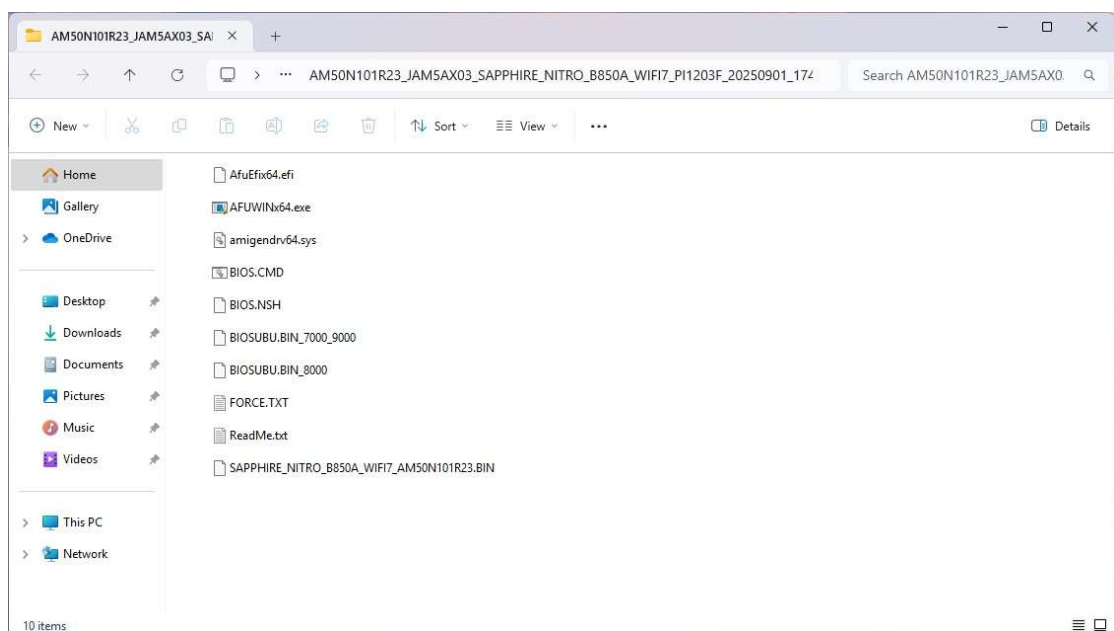 AM50N101R23_JAM5AX03_SAI
AM50N101R23_JAM5AX03_SAPPHIRE_NITRO_B850A_WIFI7_PI1203F_20250901_174
Search AM50N101R23_JAM5AX0
New
Sort
View
Details
Home
Gallery
OneDrive
Desktop
Downloads
Documents
Pictures
Music
Videos
This PC
Network
AfuEfix64.efi
AFUWINx64.exe
amigendrv64.sys
BIOS.CMD
BIOS.NSH
BIOSUBU.BIN_7000_9000
BIOSUBU.BIN_8000
FORCE.TXT
ReadMe.txt
SAPPHIRE_NITRO_B850A_WIFI7_AM50N101R23.BIN
10 items